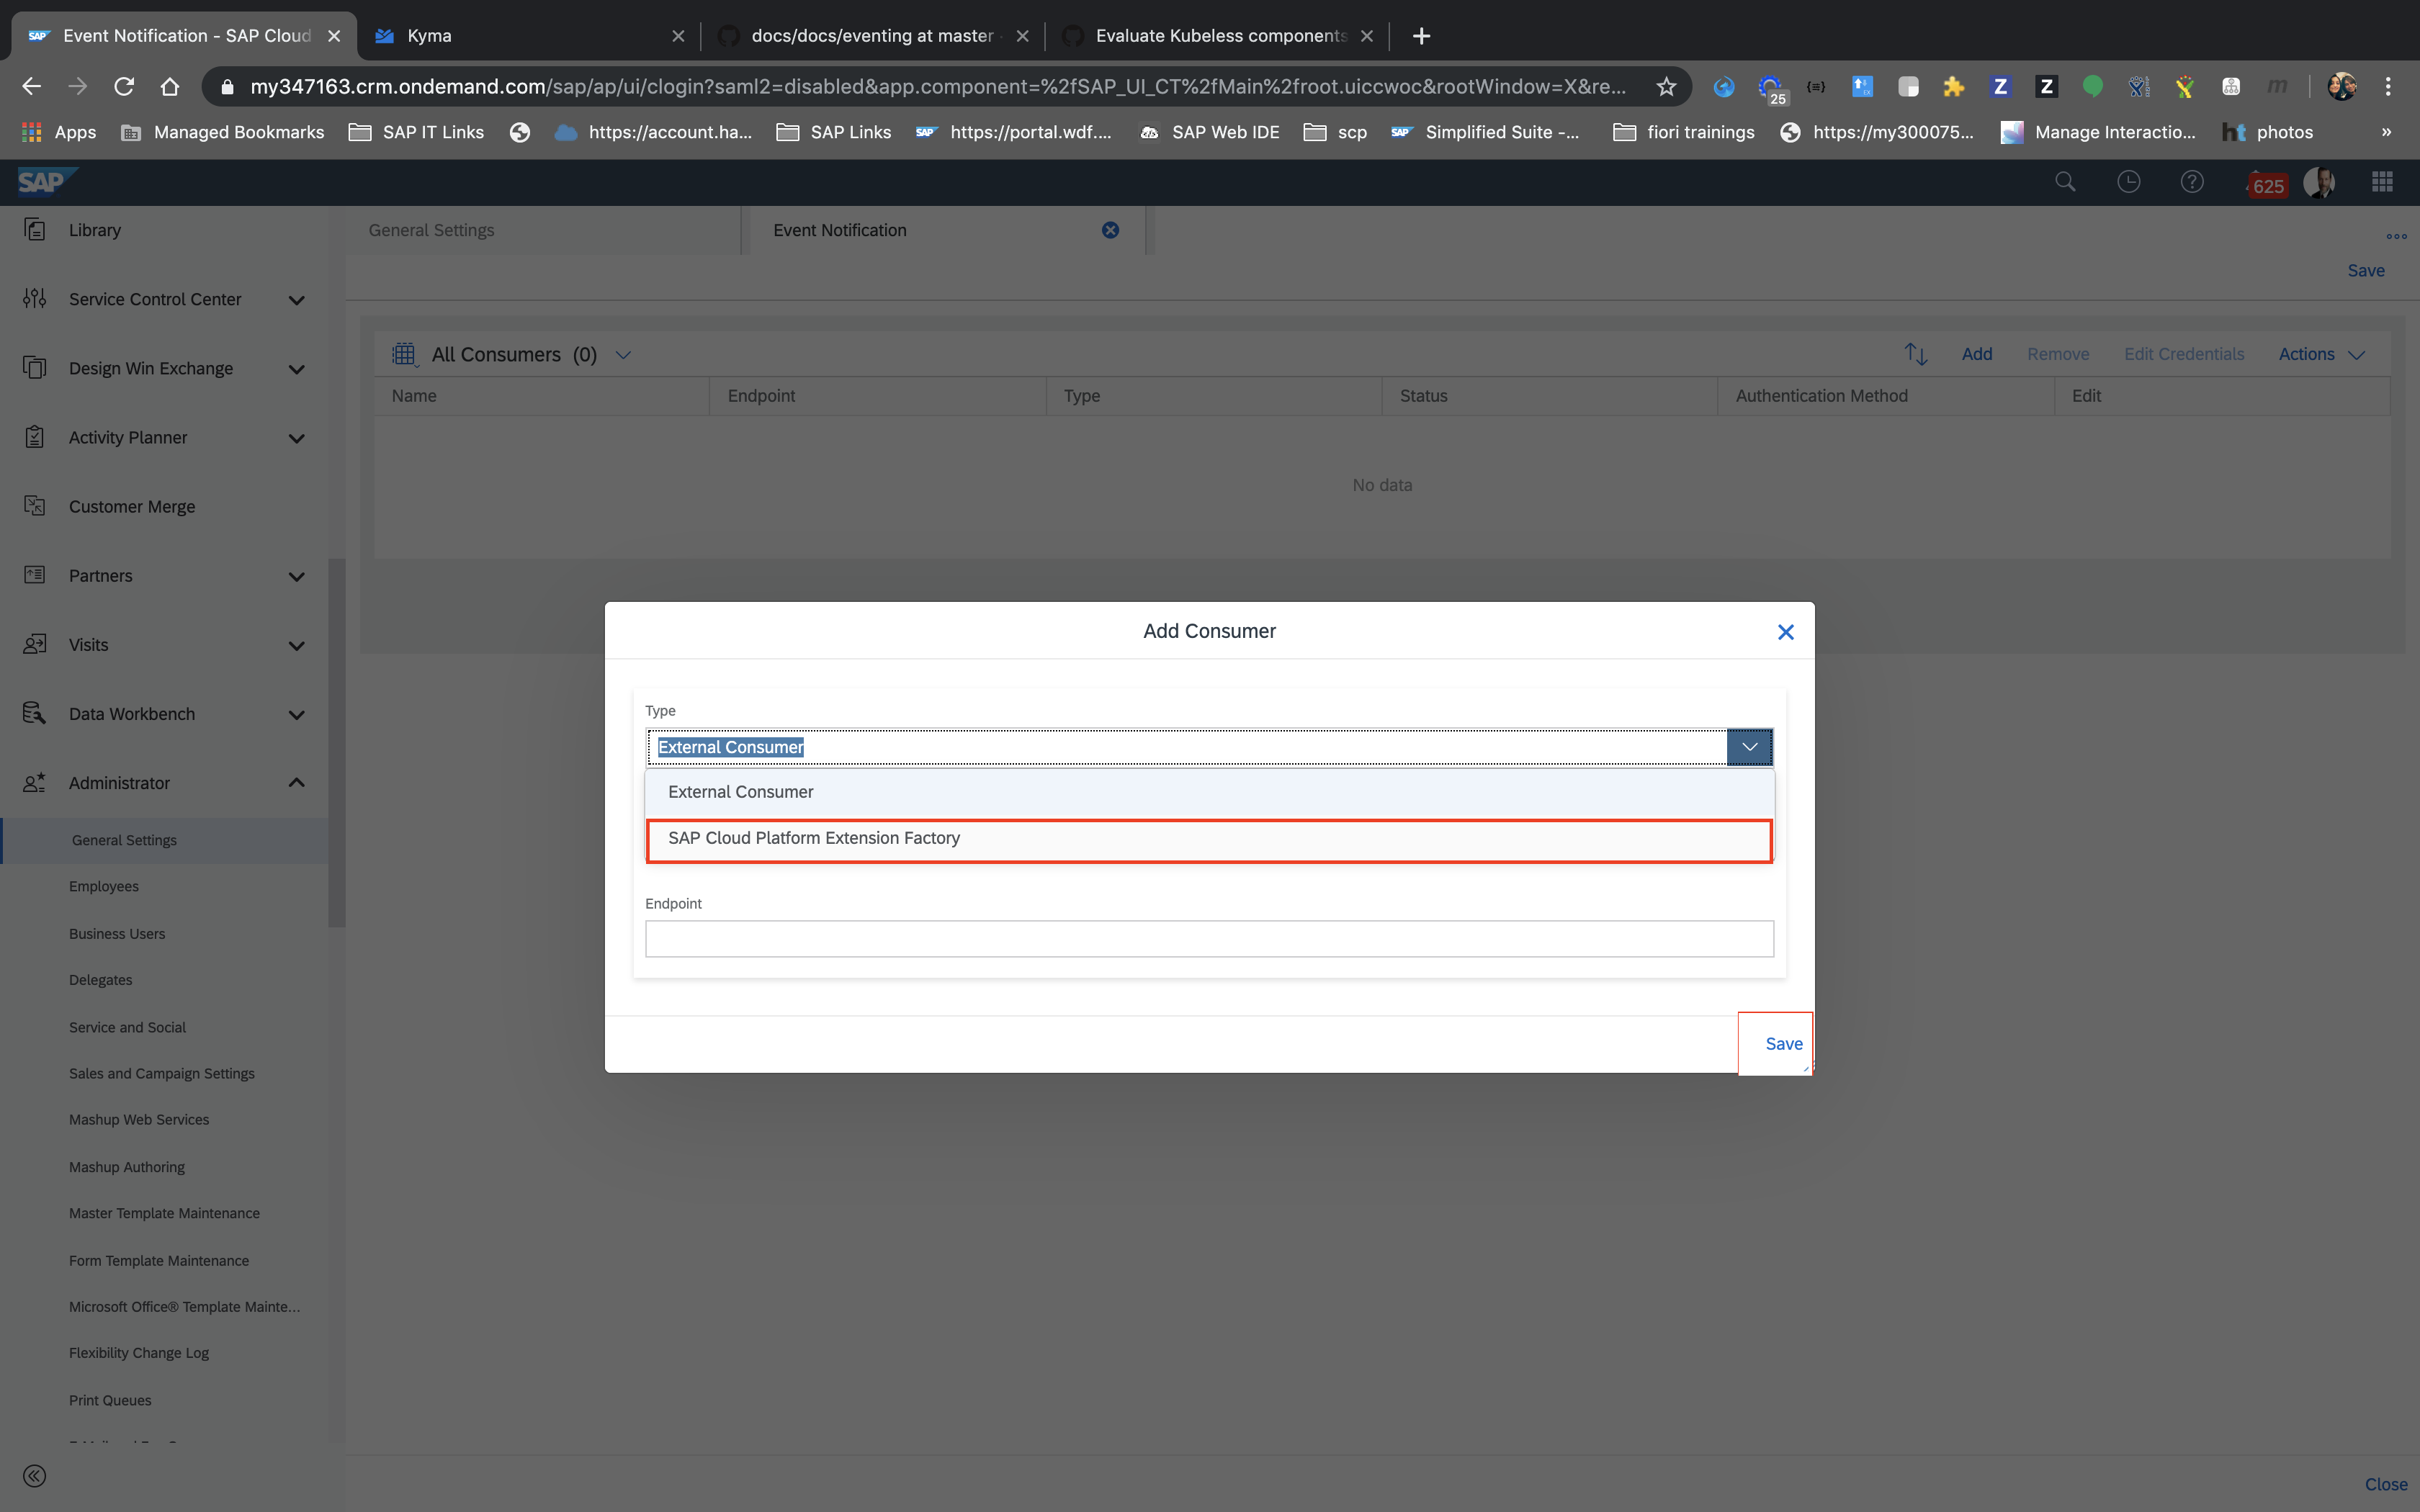 Event Notification - SAP Cloud
Kyma
docs/docs/eventing at master
Evaluate Kubeless components
my347163.crm.ondemand.com/sap/ap/ui/clogin?saml2=disabled&app.component=%2fSAP_UI_CT%2fMain%2froot.uiccwoc&rootWindow=X&re...
25
Apps
Managed Bookmarks
SAP IT Links
https://account.ha...
SAP Links
https://portal.wdf....
SAP Web IDE
scp
Simplified Suite -...
fiori trainings
https://my300075...
Manage Interactio...
photos
»
SAP
625
Library
Service Control Center
Design Win Exchange
Activity Planner
Customer Merge
Partners
Visits
Data Workbench
Administrator
General Settings
Employees
Business Users
Delegates
Service and Social
Sales and Campaign Settings
Mashup Web Services
Mashup Authoring
Master Template Maintenance
Form Template Maintenance
Microsoft Office® Template Mainte...
Flexibility Change Log
Print Queues
General Settings
Event Notification
Save
All Consumers (0)
Add
Remove
Edit Credentials
Actions
Name
Endpoint
Type
Status
Authentication Method
Edit
No data
Add Consumer
Type
External Consumer
External Consumer
SAP Cloud Platform Extension Factory
Endpoint
Save
Close